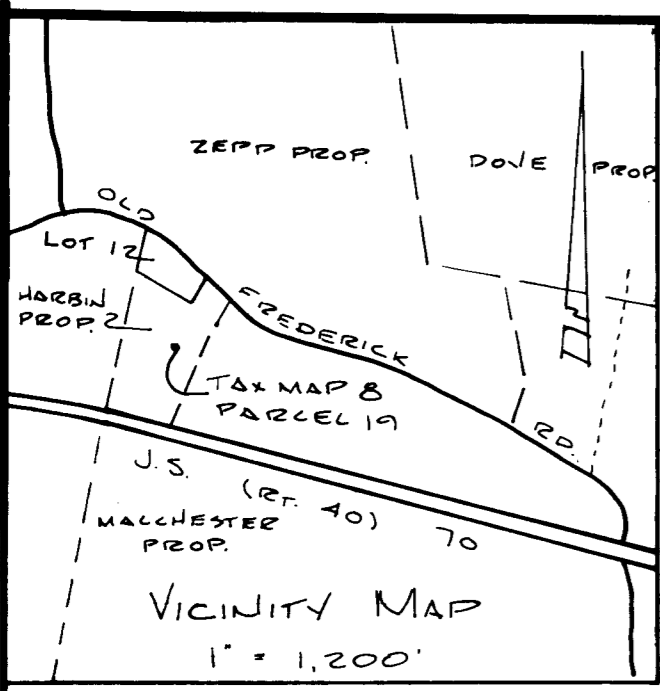 ZEPP PROP.
DOVE PROP.
OLD FREDERICK RD.
LOT 12
HARBIN
PROP.
TAX MAP 8
PARCEL 19
U.S. (RT. 40) 70
MALCHESTER
PROP.
VICINITY MAP
1" = 1,200'